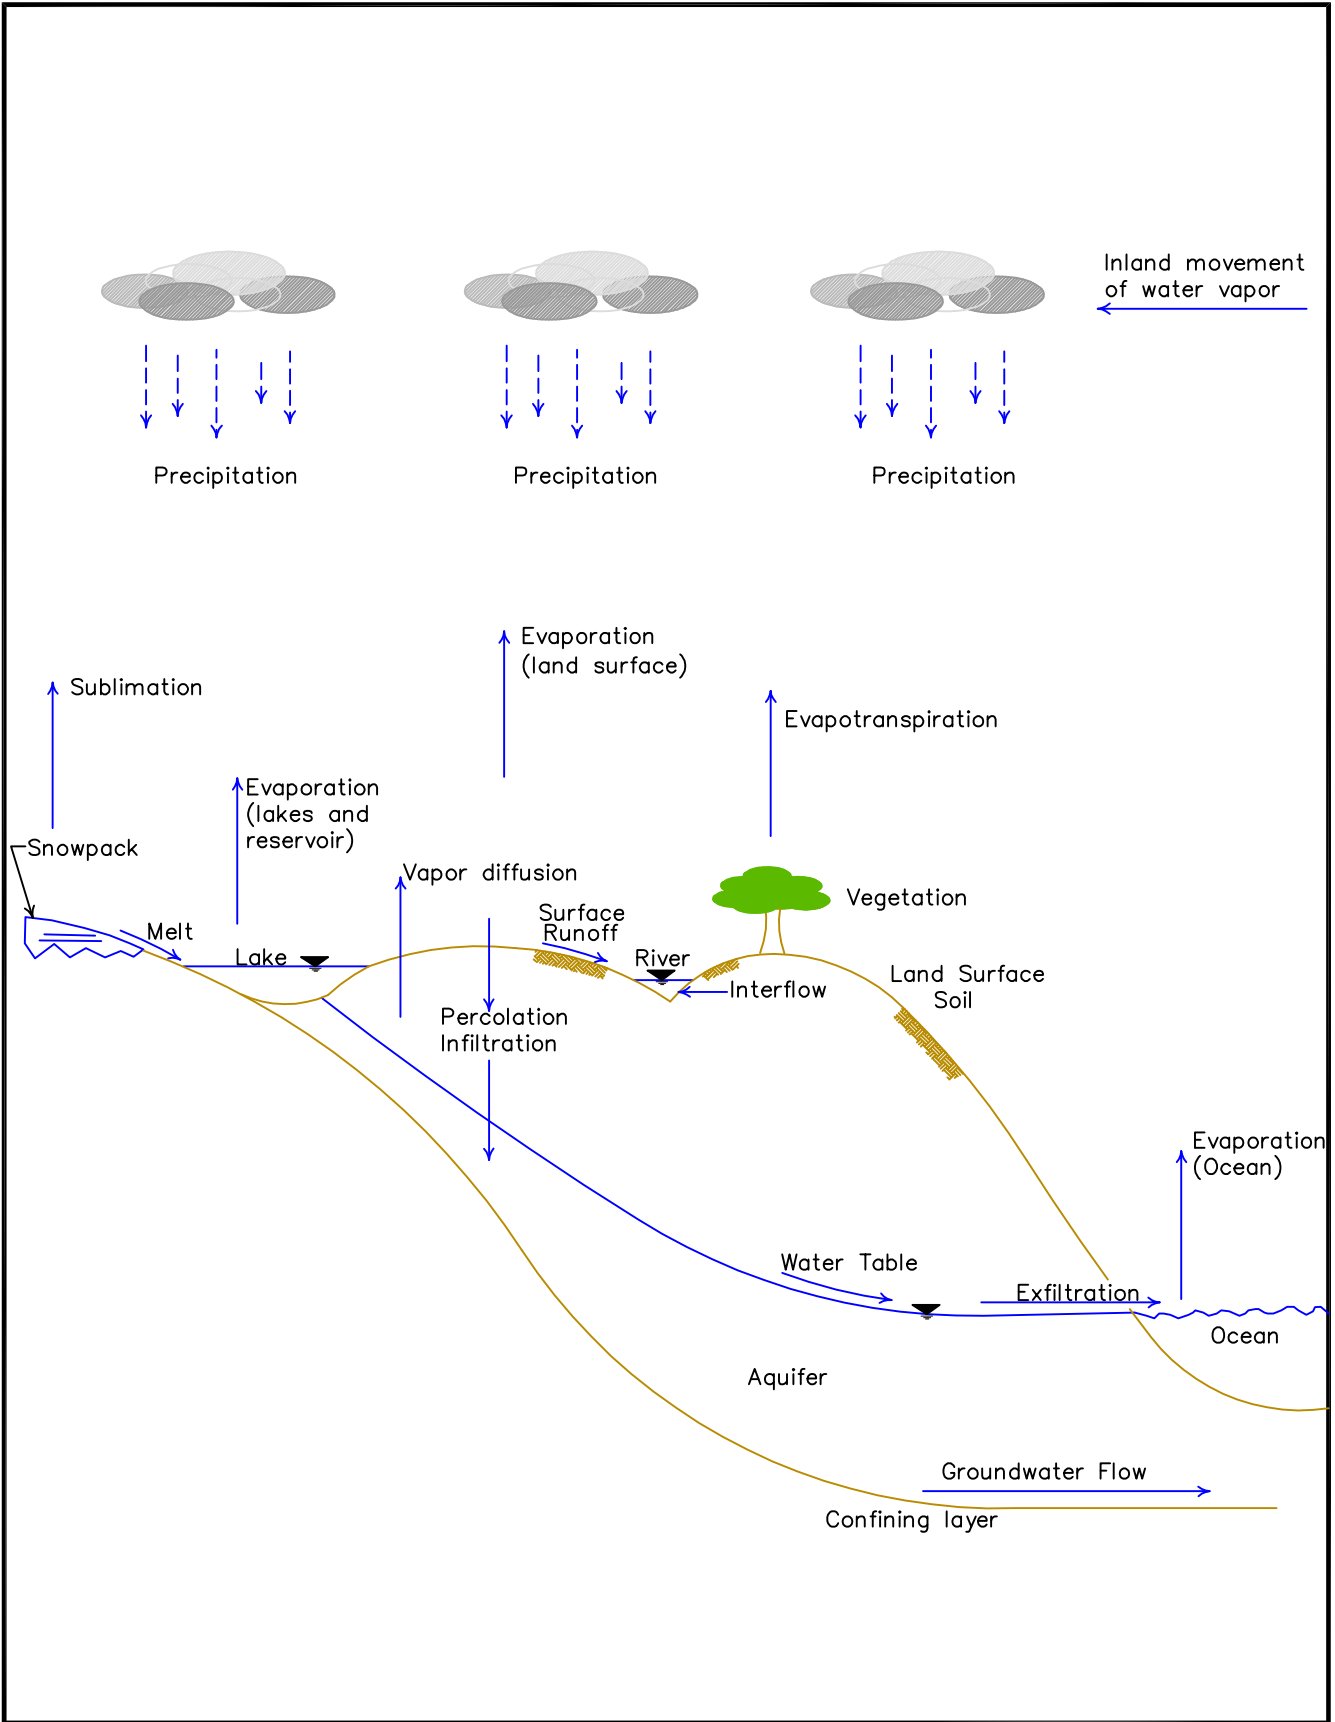 Inland movement
of water vapor
Precipitation
Precipitation
Precipitation
Evaporation
(land surface)
Sublimation
Evapotranspiration
Evaporation
(lakes and
reservoir)
Snowpack
Vapor diffusion
Vegetation
Surface
Runoff
Melt
Lake
River
Land Surface
Soil
Interflow
Percolation
Infiltration
Evaporation
(Ocean)
Water Table
Exfiltration
Ocean
Aquifer
Groundwater Flow
Confining layer